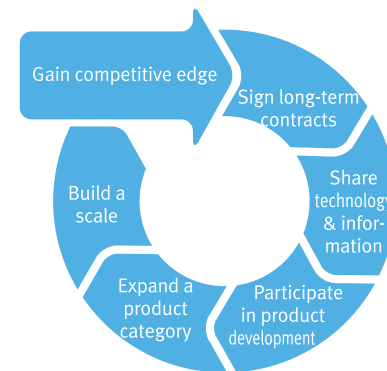 Gain competitive edge
Sign long-term
contracts
Share
technology
& infor-
mation
Participate
in product
development
Expand a
product
category
Build a
scale